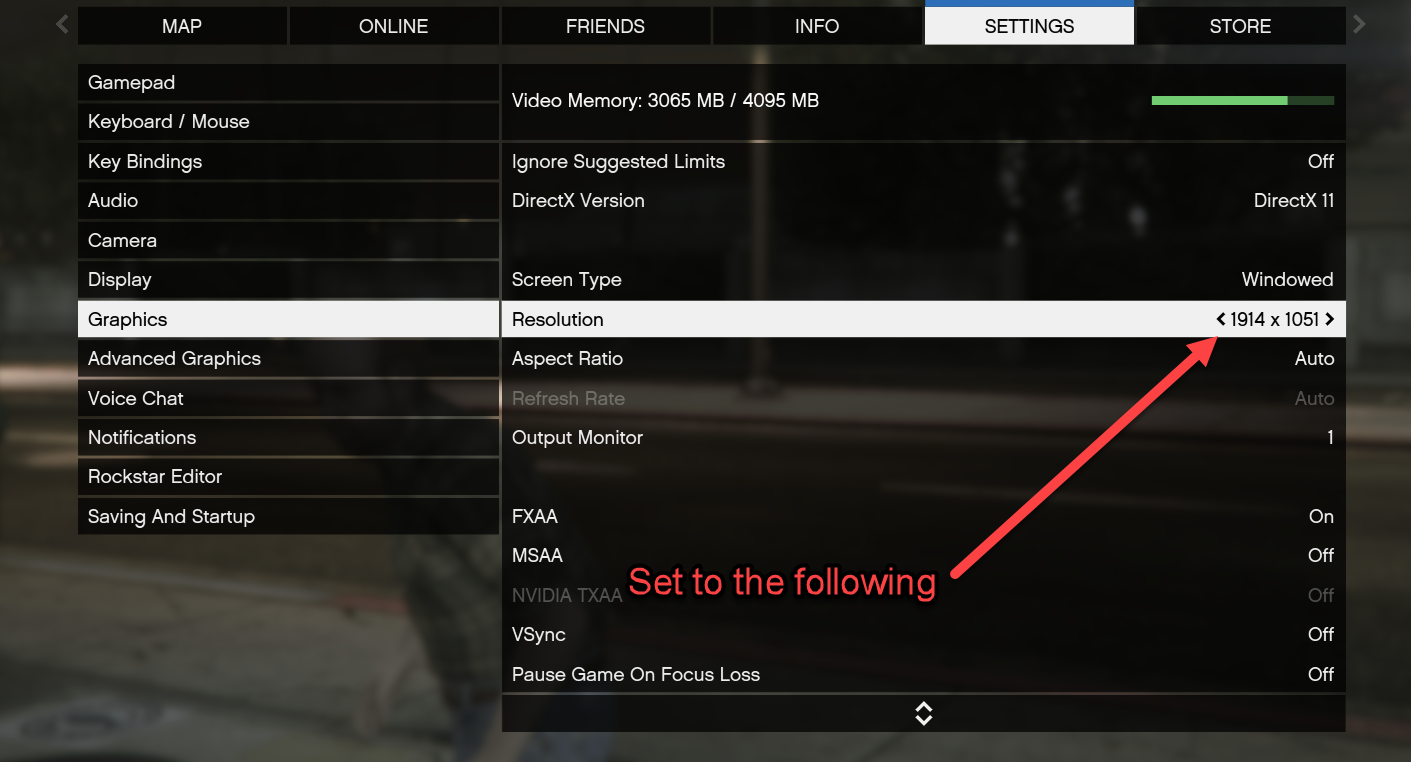 MAP ONLINE FRIENDS INFO SETTINGS STORE
Gamepad
Keyboard / Mouse
Key Bindings
Audio
Camera
Display
Graphics
Advanced Graphics
Voice Chat
Notifications
Rockstar Editor
Saving And Startup
Video Memory: 3065 MB / 4095 MB
Ignore Suggested Limits Off
DirectX Version DirectX 11
Screen Type Windowed
Resolution 1914 x 1051
Aspect Ratio Auto
Refresh Rate Auto
Output Monitor 1
FXAA On
MSAA Off
Set to the following
NVIDIA TXAA Off
VSync Off
Pause Game On Focus Loss Off